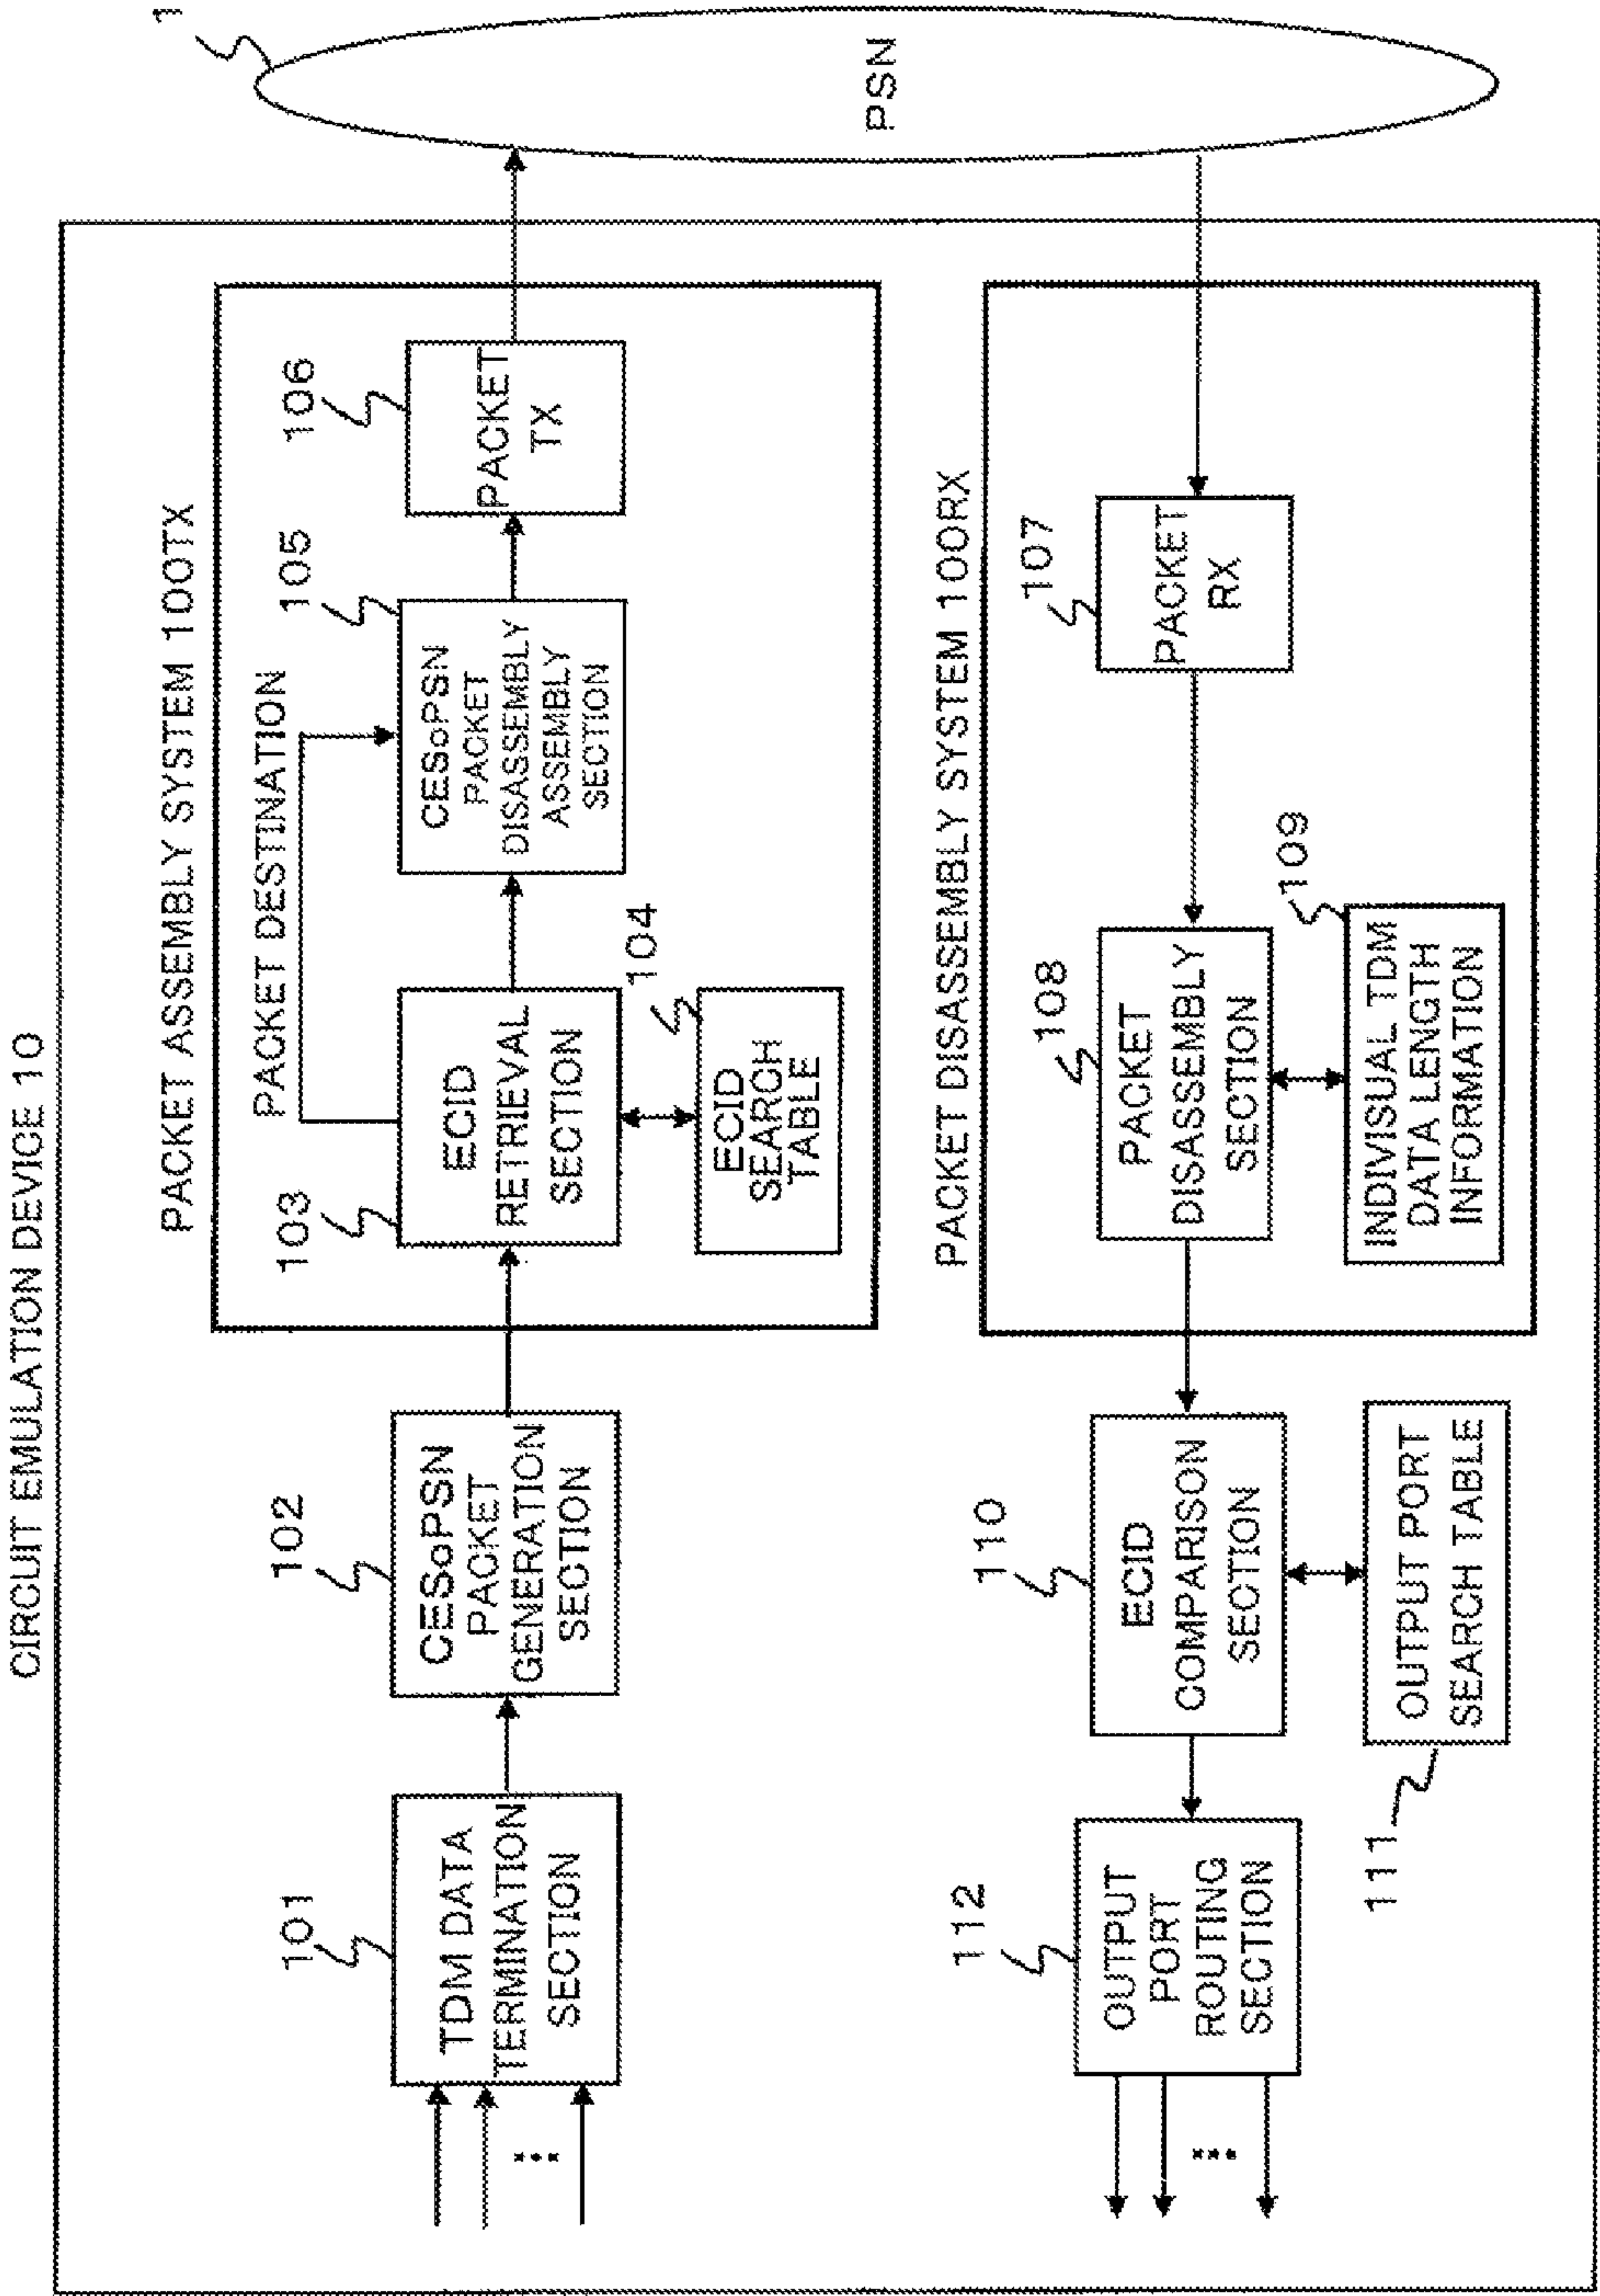 CIRCUIT EMULATION DEVICE 10
PACKET ASSEMBLY SYSTEM 100TX
PACKET DESTINATION
101
TDM DATA
TERMINATION
SECTION
102
CESoPSN
PACKET
GENERATION
SECTION
103
ECID
RETRIEVAL
SECTION
104
ECID
SEARCH
TABLE
105
CESoPSN
PACKET
DISASSEMBLY
ASSEMBLY
SECTION
106
PACKET
TX
1
PSN
PACKET DISASSEMBLY SYSTEM 100RX
112
OUTPUT
PORT
ROUTING
SECTION
110
ECID
COMPARISON
SECTION
111
OUTPUT PORT
SEARCH TABLE
108
PACKET
DISASSEMBLY
SECTION
109
INDIVISUAL TDM
DATA LENGTH
INFORMATION
107
PACKET
RX